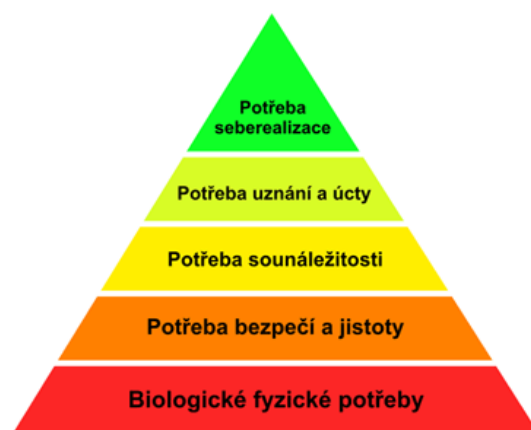 Potřeba
seberealizace
Potřeba uznání a úcty
Potřeba sounáležitosti
Potřeba bezpečí a jistoty
Biologické fyzické potřeby